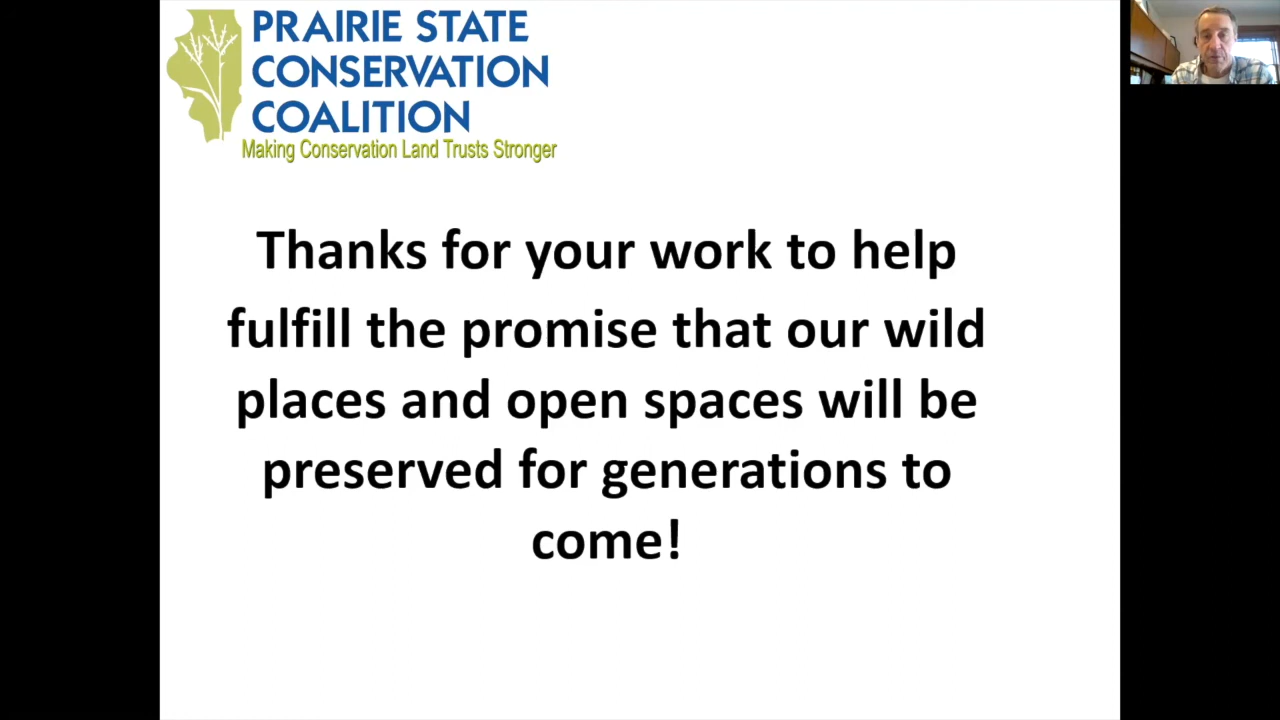 PRAIRIE STATE
CONSERVATION
COALITION
Making Conservation Land Trusts Stronger
Thanks for your work to help
fulfill the promise that our wild
places and open spaces will be
preserved for generations to
come!